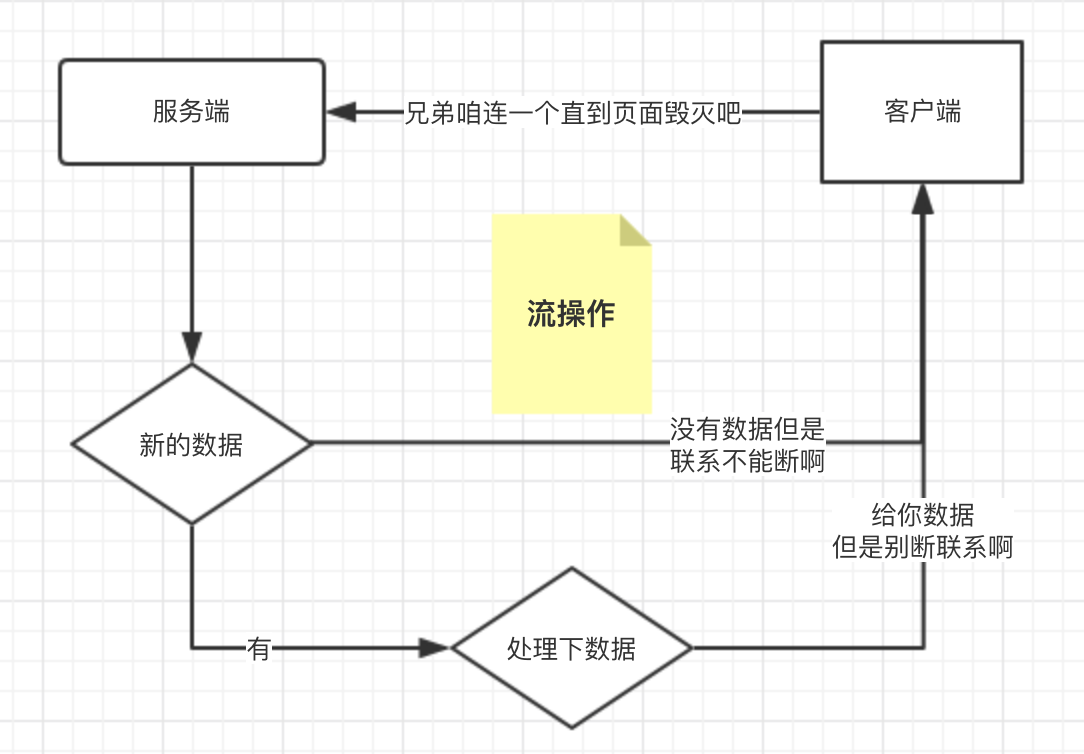 服务端
兄弟咱连一个直到页面毁灭吧
客户端
流操作
新的数据
没有数据但是
联系不能断啊
给你数据
但是别断联系啊
有
处理下数据